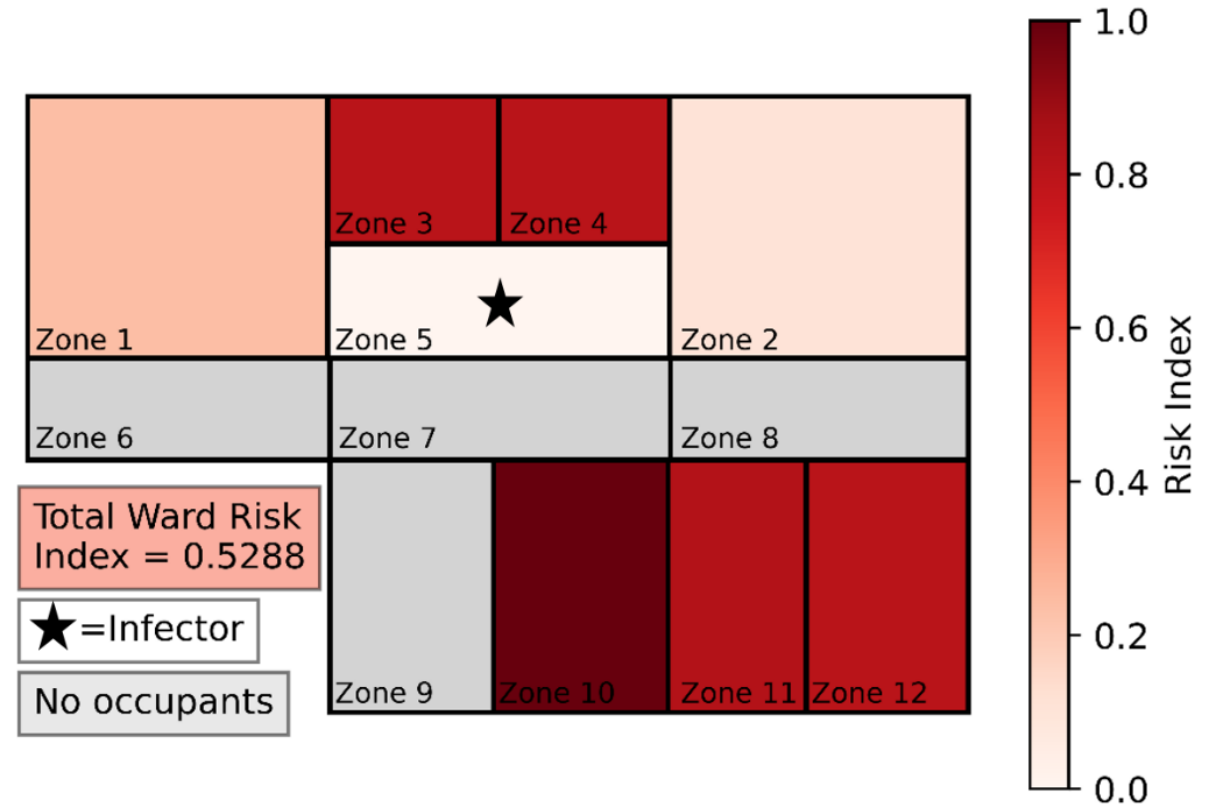 1.0
0.8
0.6
0.4
0.2
0.0
Risk Index
Zone 3
Zone 4
Zone 1
Zone 5
Zone 2
Zone 6
Zone 7
Zone 8
Total Ward Risk
Index = 0.5288
★=Infector
No occupants
Zone 9
Zone 10
Zone 11
Zone 12